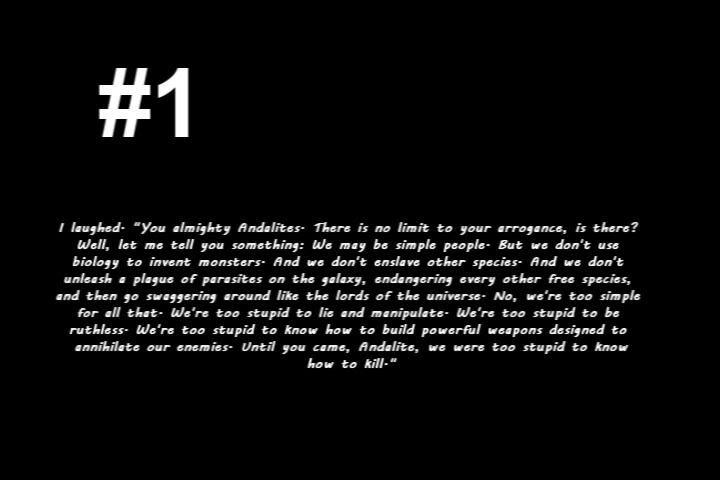 #1
I laughed. "You almighty Andalites. There is no limit to your arrogance, is there?
Well, let me tell you something: We may be simple people. But we don't use
biology to invent monsters. And we don't enslave other species. And we don't
unleash a plague of parasites on the galaxy, endangering every other free species,
and then go swaggering around like the lords of the universe. No, we're too simple
for all that. We're too stupid to lie and manipulate. We're too stupid to be
ruthless. We're too stupid to know how to build powerful weapons designed to
annihilate our enemies. Until you came, Andalite, we were too stupid to know
how to kill."